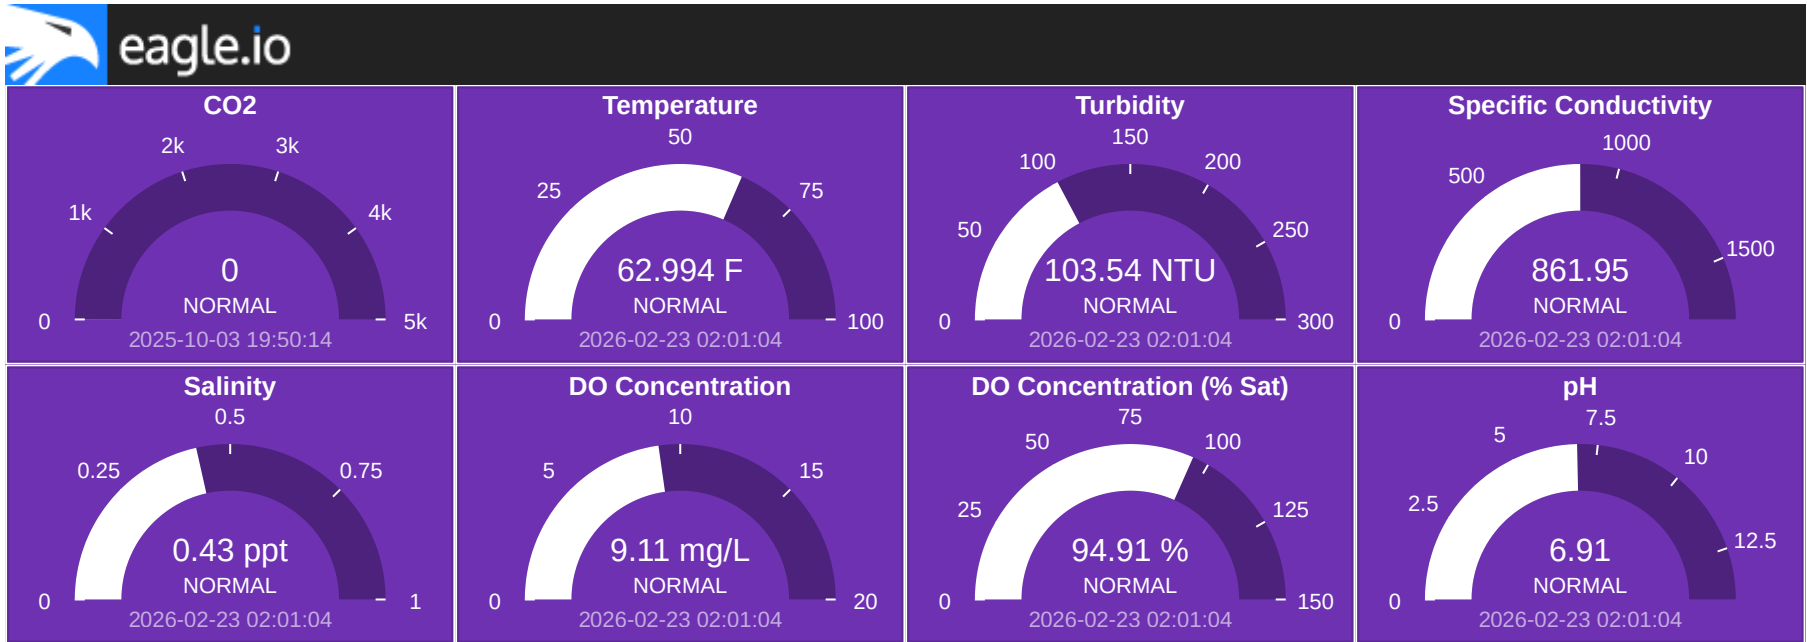 eagle.io
CO2
2k
3k
1k
4k
0
5k
0
NORMAL
2025-10-03 19:50:14
Temperature
50
25
75
0
100
62.994 F
NORMAL
2026-02-23 02:01:04
Turbidity
150
100
200
50
250
0
300
103.54 NTU
NORMAL
2026-02-23 02:01:04
Specific Conductivity
1000
500
1500
0
861.95
NORMAL
2026-02-23 02:01:04
Salinity
0.5
0.25
0.75
0
1
0.43 ppt
NORMAL
2026-02-23 02:01:04
DO Concentration
10
5
15
0
20
9.11 mg/L
NORMAL
2026-02-23 02:01:04
DO Concentration (% Sat)
75
50
100
25
125
0
150
94.91 %
NORMAL
2026-02-23 02:01:04
pH
7.5
5
10
2.5
12.5
0
6.91
NORMAL
2026-02-23 02:01:04